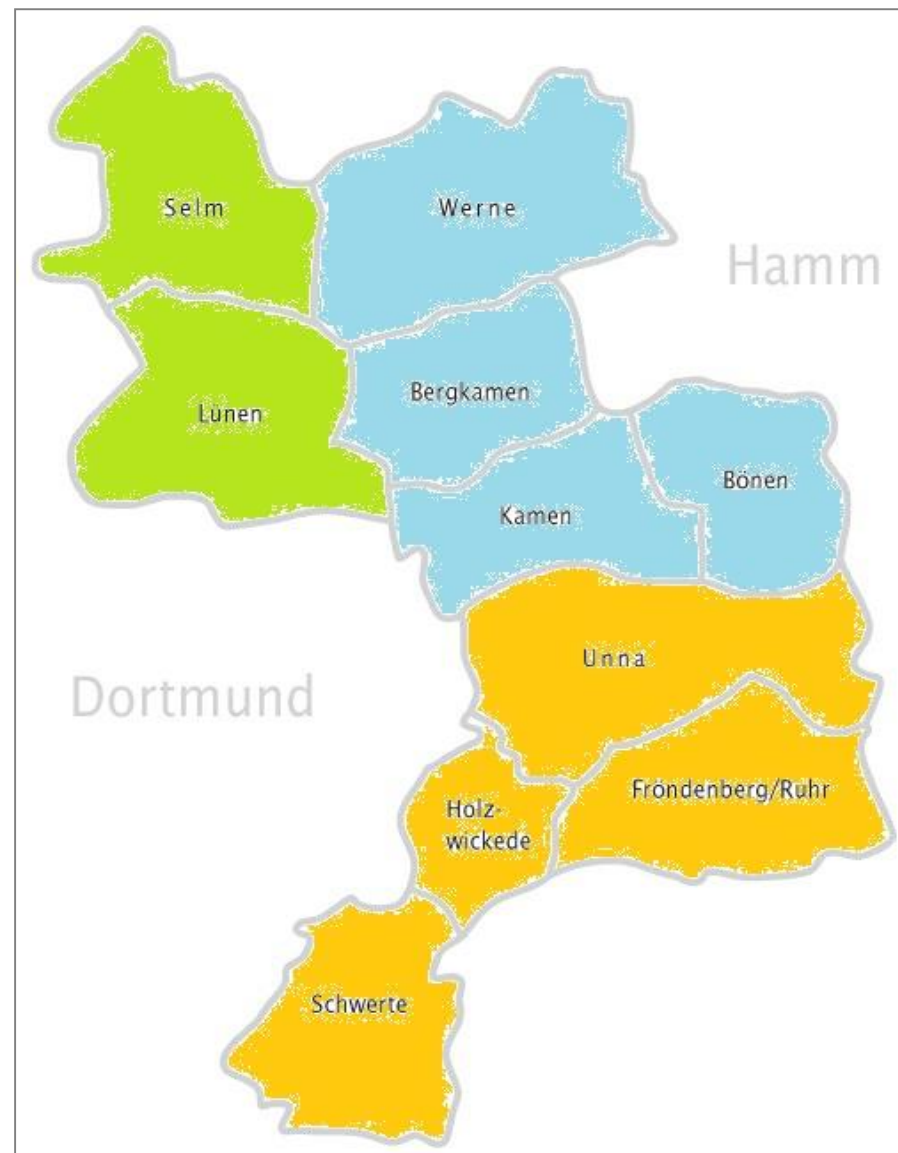 Selm
Werne
Hamm
Bergkamen
Lünen
Bönen
Kamen
Unna
Dortmund
Fröndenberg/Ruhr
Holz-
wickede
Schwerte